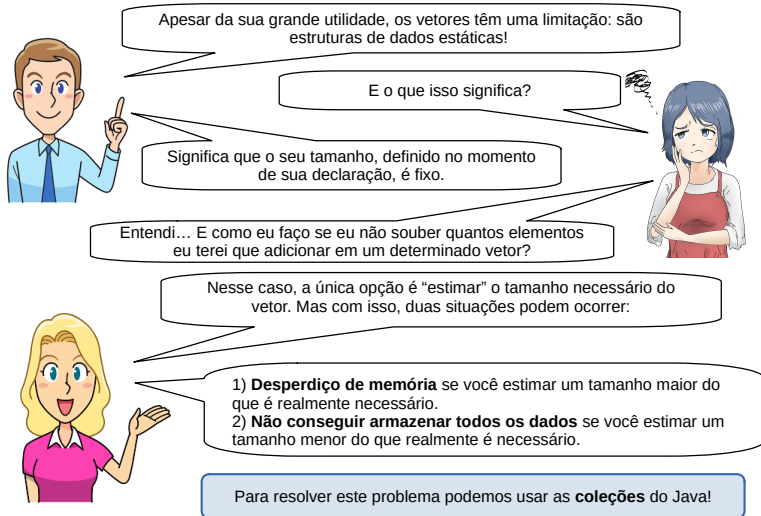 Apesar da sua grande utilidade, os vetores têm uma limitação: são
estruturas de dados estáticas!
E o que isso significa?
Significa que o seu tamanho, definido no momento
de sua declaração, é fixo.
Entendi… E como eu faço se eu não souber quantos elementos
eu terei que adicionar em um determinado vetor?
Nesse caso, a única opção é “estimar” o tamanho necessário do
vetor. Mas com isso, duas situações podem ocorrer:
1) Desperdiço de memória se você estimar um tamanho maior do
que é realmente necessário.
2) Não conseguir armazenar todos os dados se você estimar um
tamanho menor do que realmente é necessário.
Para resolver este problema podemos usar as coleções do Java!